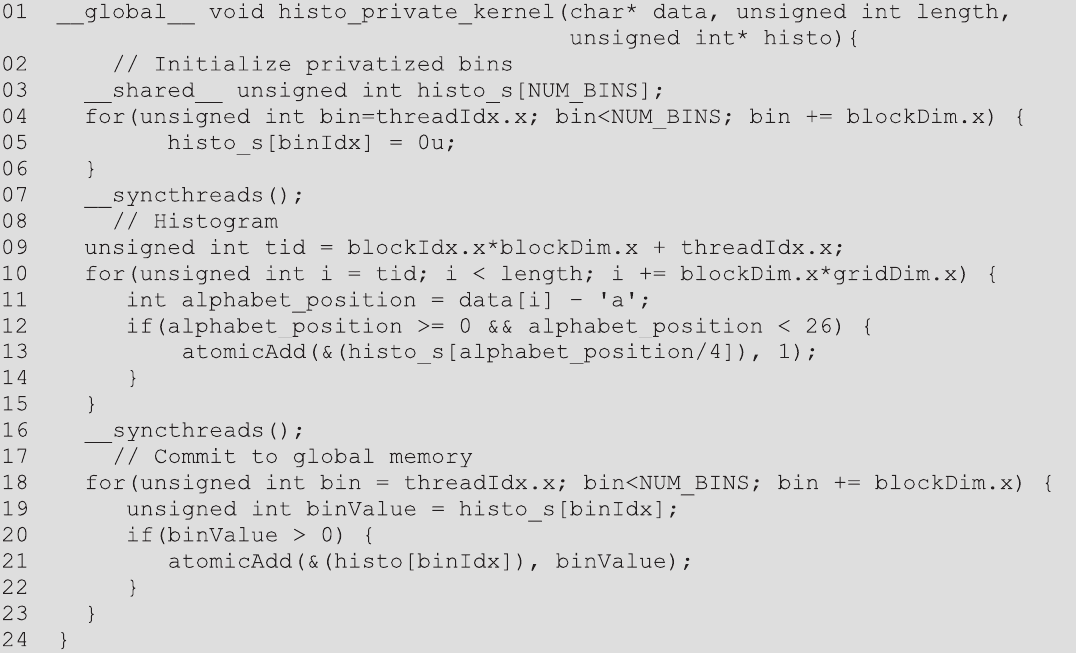 01  __global__ void histo_private_kernel(char* data, unsigned int length,
                                     unsigned int* histo){
02      // Initialize privatized bins
03    __shared__ unsigned int histo_s[NUM_BINS];
04    for(unsigned int bin=threadIdx.x; bin<NUM_BINS; bin += blockDim.x) {
05          histo_s[binIdx] = 0u;
06    }
07    __syncthreads();
08      // Histogram
09    unsigned int tid = blockIdx.x*blockDim.x + threadIdx.x;
10    for(unsigned int i = tid; i < length; i += blockDim.x*gridDim.x) {
11       int alphabet_position = data[i] - 'a';
12       if(alphabet_position >= 0 && alphabet_position < 26) {
13           atomicAdd(&(histo_s[alphabet_position/4]), 1);
14       }
15    }
16    __syncthreads();
17      // Commit to global memory
18    for(unsigned int bin = threadIdx.x; bin<NUM_BINS; bin += blockDim.x) {
19       unsigned int binValue = histo_s[binIdx];
20       if(binValue > 0) {
21          atomicAdd(&(histo[binIdx]), binValue);
22       }
23    }
24  }